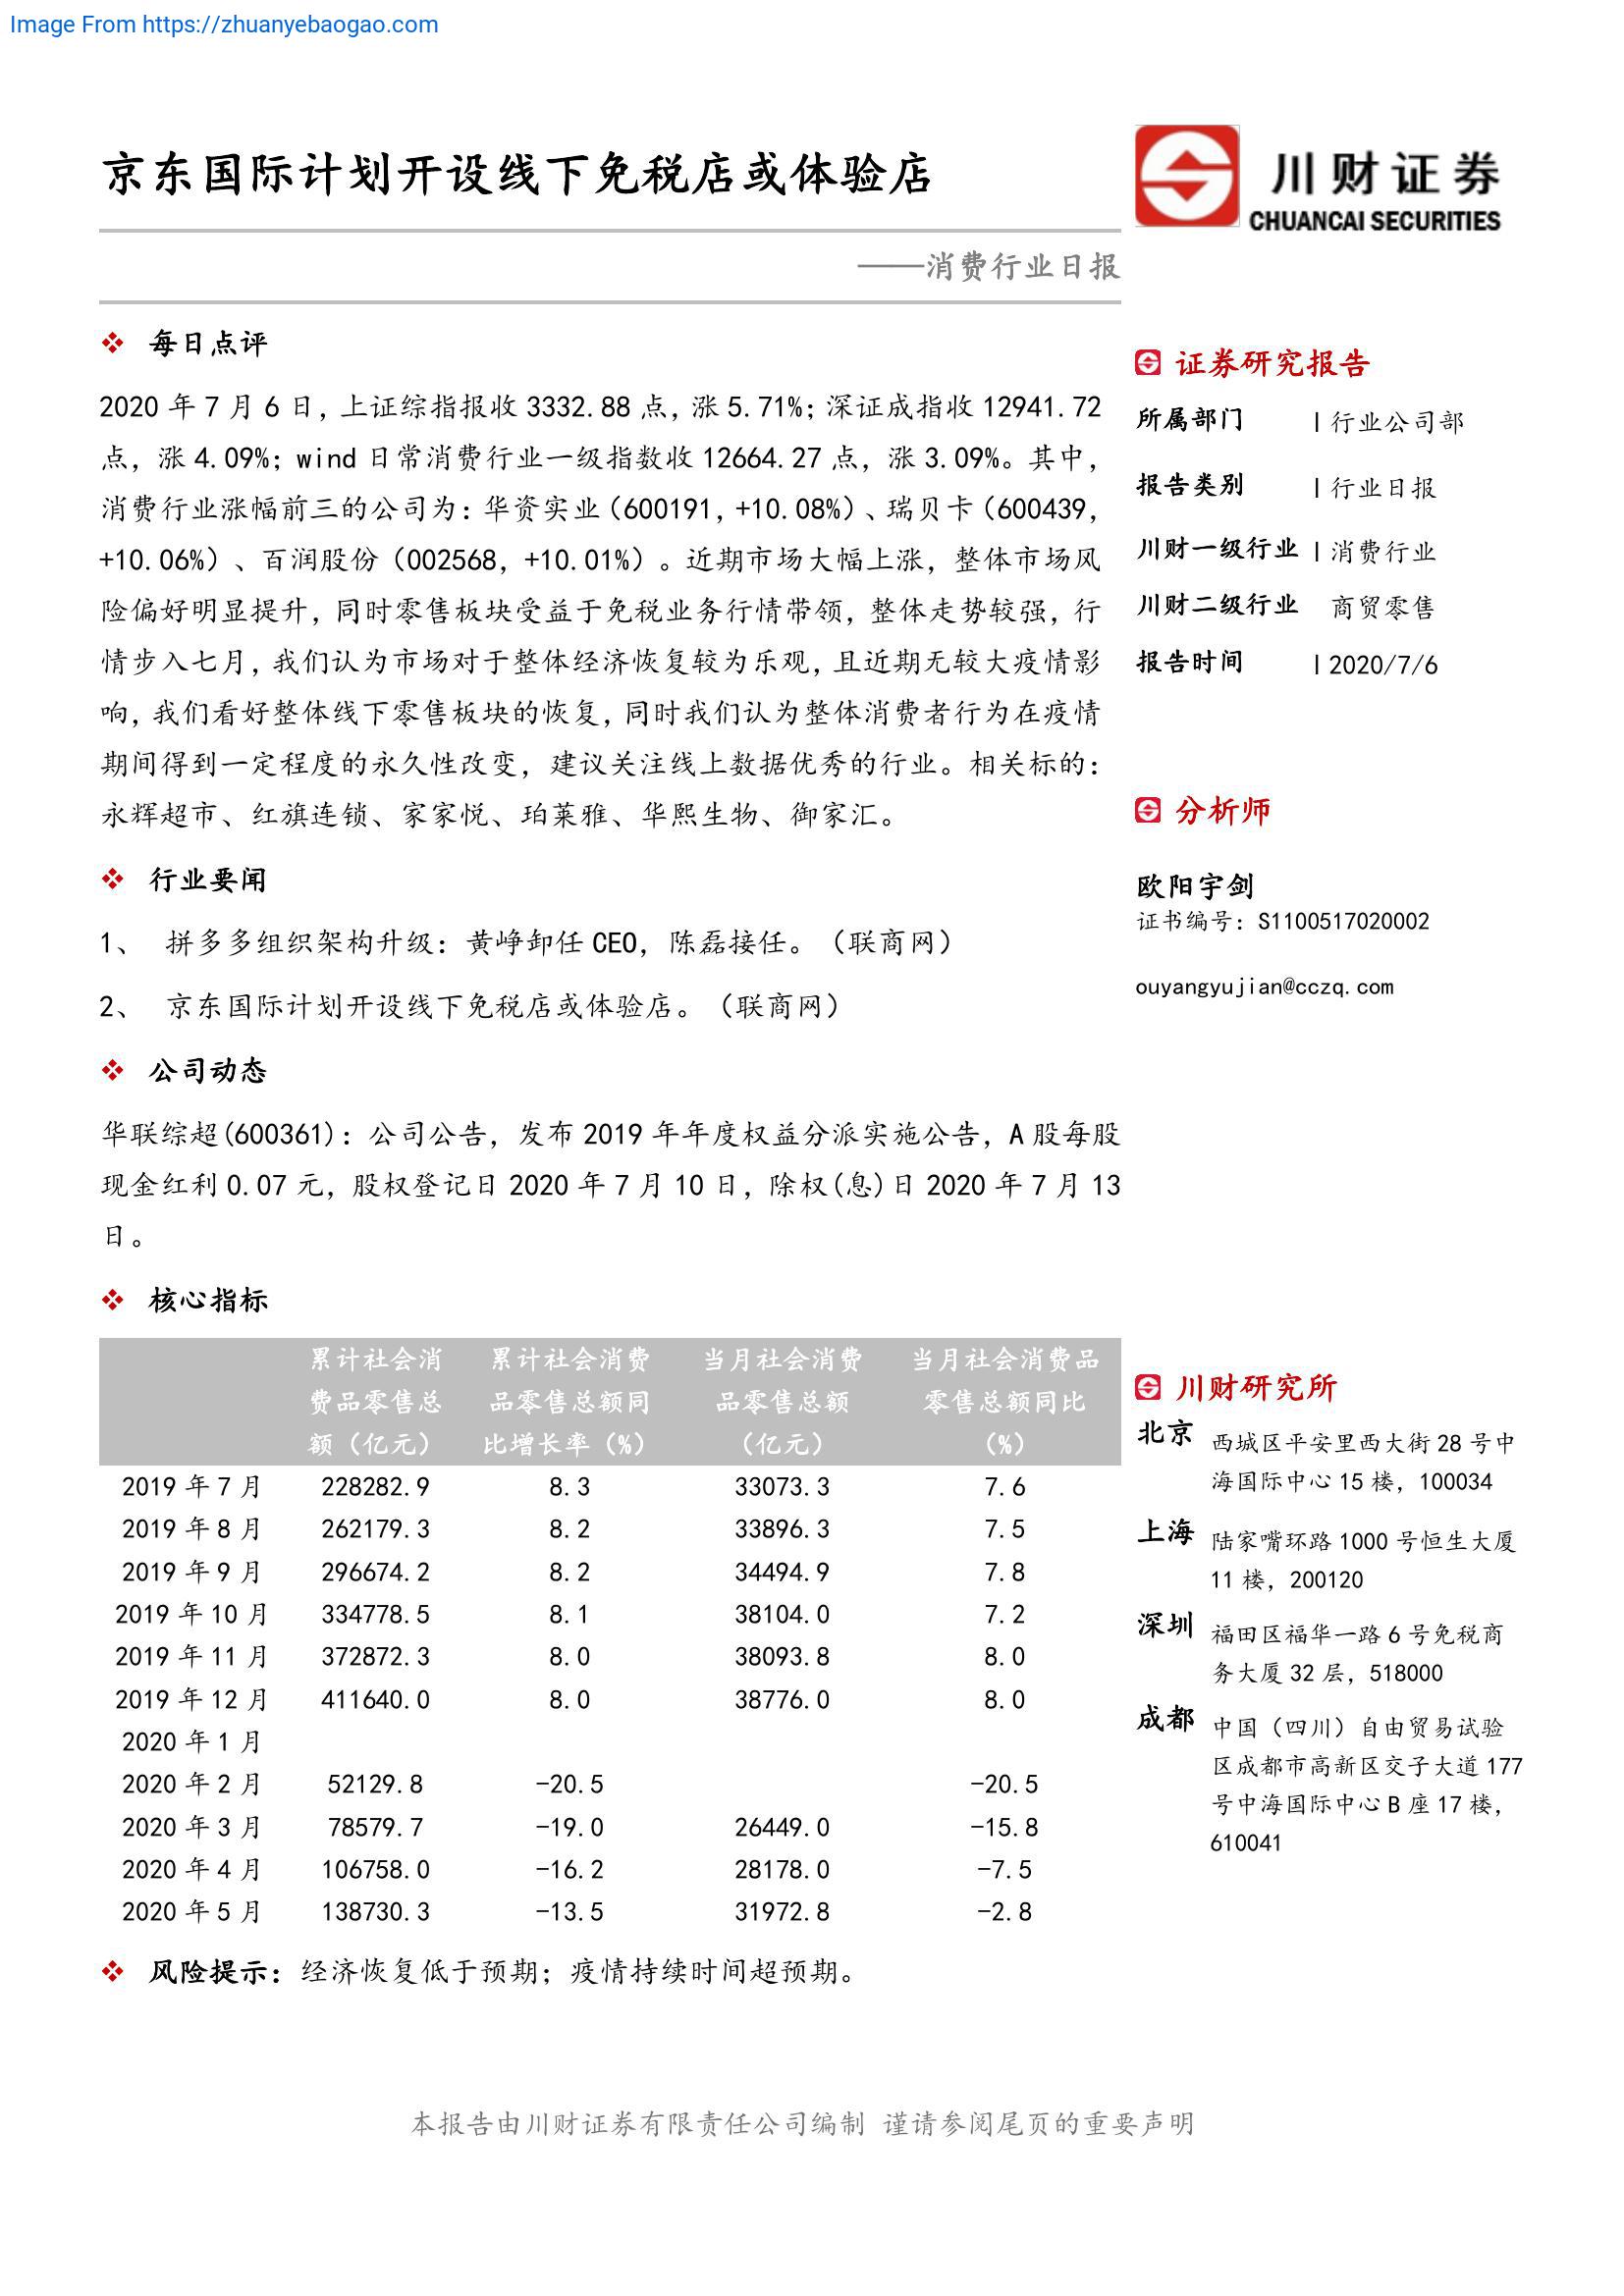 Image From https://zhuanyebaogao.com
京东国际计划开设线下免税店或体验店
——消费行业日报
川财证券
CHUANCAI SECURITIES
❖ 每日点评
2020 年 7 月 6 日，上证综指报收 3332.88 点，涨 5.71%；深证成指收 12941.72
点，涨 4.09%；wind 日常消费行业一级指数收 12664.27 点，涨 3.09%。其中，
消费行业涨幅前三的公司为：华资实业（600191，+10.08%）、瑞贝卡（600439，
+10.06%）、百润股份（002568，+10.01%）。近期市场大幅上涨，整体市场风
险偏好明显提升，同时零售板块受益于免税业务行情带领，整体走势较强，行
情步入七月，我们认为市场对于整体经济恢复较为乐观，且近期无较大疫情影
响，我们看好整体线下零售板块的恢复，同时我们认为整体消费者行为在疫情
期间得到一定程度的永久性改变，建议关注线上数据优秀的行业。相关标的：
永辉超市、红旗连锁、家家悦、珀莱雅、华熙生物、御家汇。
❖ 行业要闻
1、 拼多多组织架构升级：黄峥卸任 CEO，陈磊接任。（联商网）
2、 京东国际计划开设线下免税店或体验店。（联商网）
❖ 公司动态
华联综超(600361)：公司公告，发布 2019 年年度权益分派实施公告，A 股每股
现金红利 0.07 元，股权登记日 2020 年 7 月 10 日，除权(息)日 2020 年 7 月 13
日。
❖ 核心指标
累计社会消 累计社会消费 当月社会消费 当月社会消费品
费品零售总 品零售总额同 品零售总额 零售总额同比
额（亿元） 比增长率（%） （亿元） （%）
2019 年 7 月 228282.9 8.3 33073.3 7.6
2019 年 8 月 262179.3 8.2 33896.3 7.5
2019 年 9 月 296674.2 8.2 34494.9 7.8
2019 年 10 月 334778.5 8.1 38104.0 7.2
2019 年 11 月 372872.3 8.0 38093.8 8.0
2019 年 12 月 411640.0 8.0 38776.0 8.0
2020 年 1 月
2020 年 2 月 52129.8 -20.5 -20.5
2020 年 3 月 78579.7 -19.0 26449.0 -15.8
2020 年 4 月 106758.0 -16.2 28178.0 -7.5
2020 年 5 月 138730.3 -13.5 31972.8 -2.8
❖ 风险提示：经济恢复低于预期；疫情持续时间超预期。
证券研究报告
所属部门 | 行业公司部
报告类别 | 行业日报
川财一级行业 | 消费行业
川财二级行业 商贸零售
报告时间 | 2020/7/6
分析师
欧阳宇剑
证书编号：S1100517020002
ouyangyujian@cczq.com
川财研究所
北京 西城区平安里西大街 28 号中
海国际中心 15 楼，100034
上海 陆家嘴环路 1000 号恒生大厦
11 楼，200120
深圳 福田区福华一路 6 号免税商
务大厦 32 层，518000
成都 中国（四川）自由贸易试验
区成都市高新区交子大道 177
号中海国际中心 B 座 17 楼，
610041
本报告由川财证券有限责任公司编制 谨请参阅尾页的重要声明